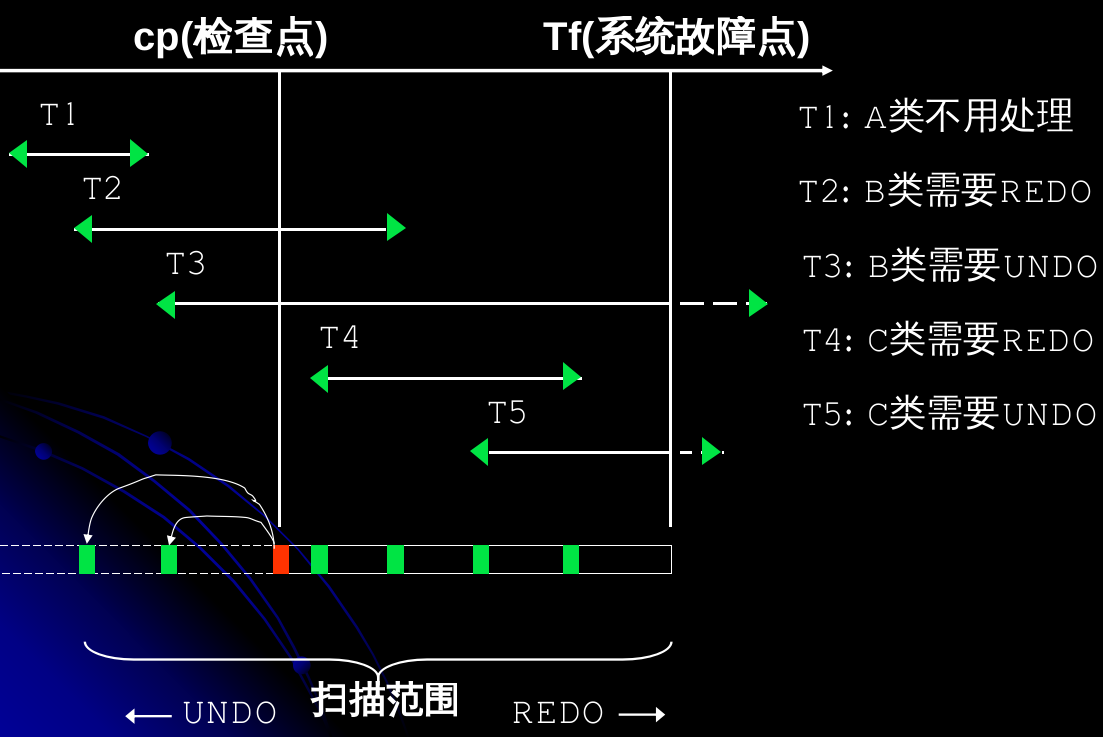 cp(检查点)
Tf(系统故障点)
T1
T1: A类不用处理
T2
T2: B类需要REDO
T3
T3: B类需要UNDO
T4
T4: C类需要REDO
T5
T5: C类需要UNDO
扫描范围
UNDO
REDO